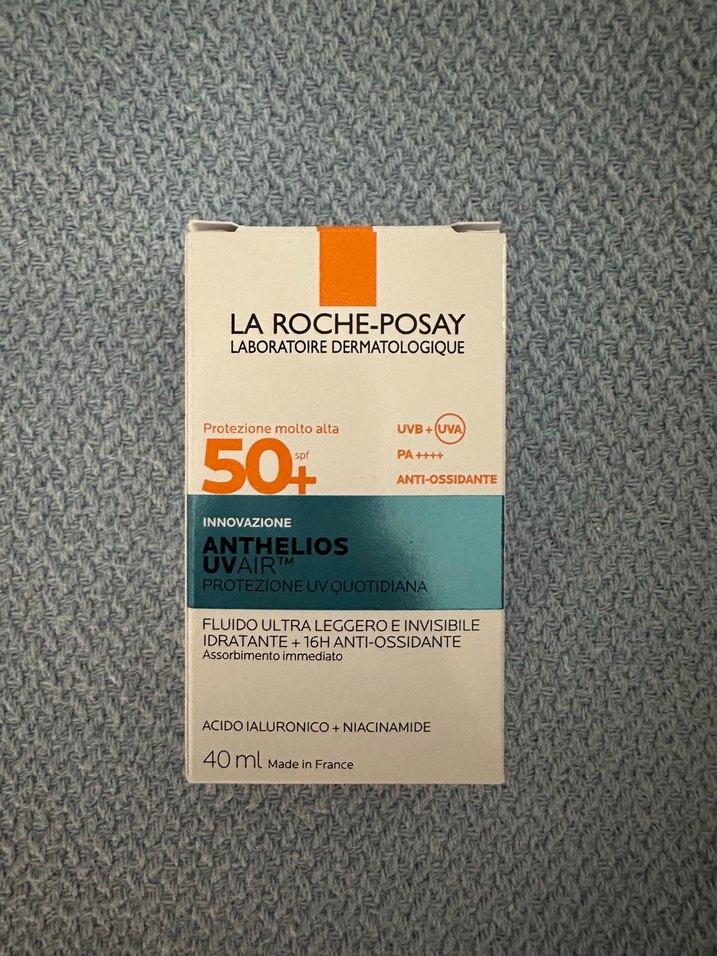 LA ROCHE-POSAY
LABORATOIRE DERMATOLOGIQUE
Protezione molto alta
50+ spf
UVB + UVA
PA ++++
ANTI-OSSIDANTE
INNOVAZIONE
ANTHELIOS
UVAIR™
PROTEZIONE UV QUOTIDIANA
FLUIDO ULTRA LEGGERO E INVISIBILE
IDRATANTE + 16H ANTI-OSSIDANTE
Assorbimento immediato
ACIDO IALURONICO + NIACINAMIDE
40 ml Made in France